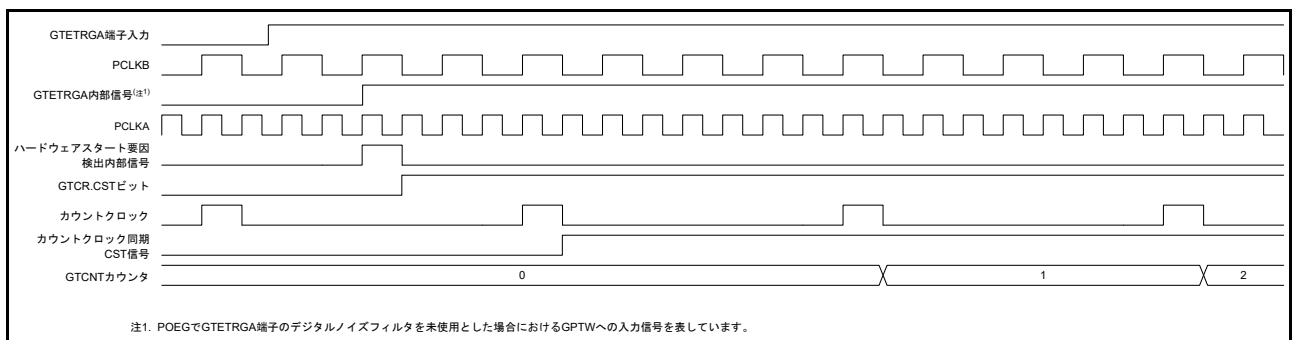 GTETRGA端子入力
PCLKB
GTETRGA内部信号(注1)
PCLKA
ハードウェアスタート要因
検出内部信号
GTCR.CSTビット
カウントクロック
カウントクロック同期
CST信号
GTCNTカウンタ
0
1
2
注1. POEGでGTETRGA端子のデジタルノイズフィルタを未使用とした場合におけるGPTWへの入力信号を表しています。